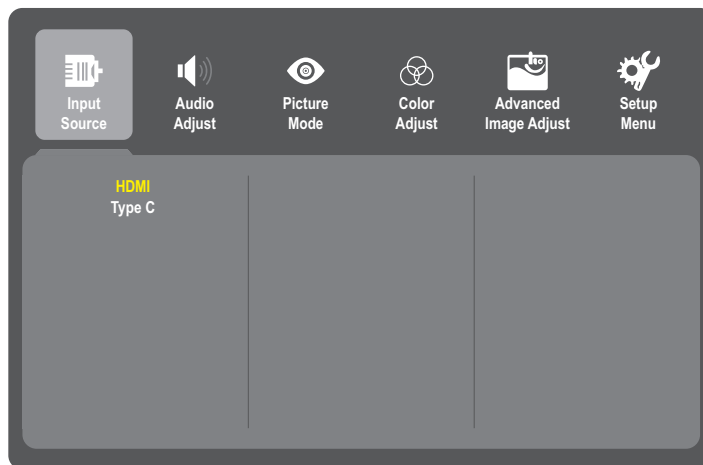 Input
Source
Audio
Adjust
Picture
Mode
Color
Adjust
Advanced
Image Adjust
Setup
Menu
HDMI
Type C